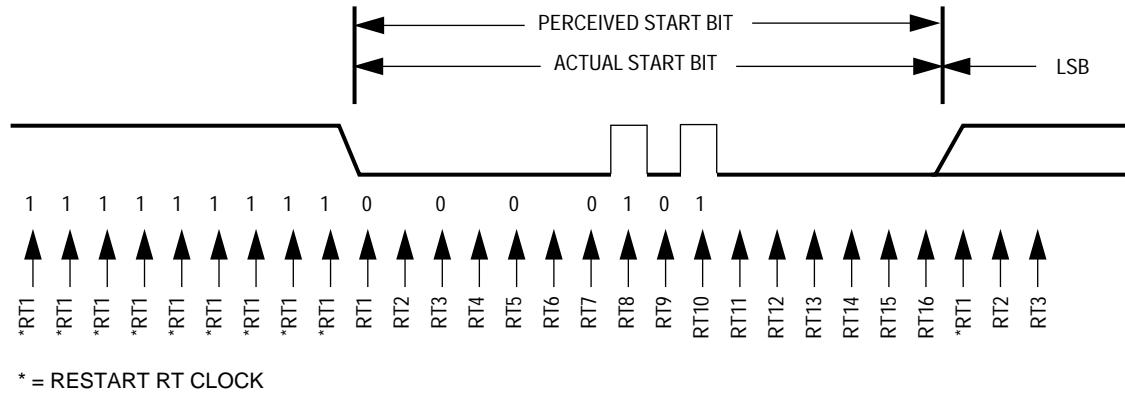 PERCEIVED START BIT
ACTUAL START BIT LSB
1 1 1 1 1 1 1 1 1 0 0 0 0 1 0 1
*RT1 *RT1 *RT1 *RT1 *RT1 *RT1 *RT1 *RT1 *RT1 RT1 RT2 RT3 RT4 RT5 RT6 RT7 RT8 RT9 RT10 RT11 RT12 RT13 RT14 RT15 RT16 *RT1 RT2 RT3
* = RESTART RT CLOCK